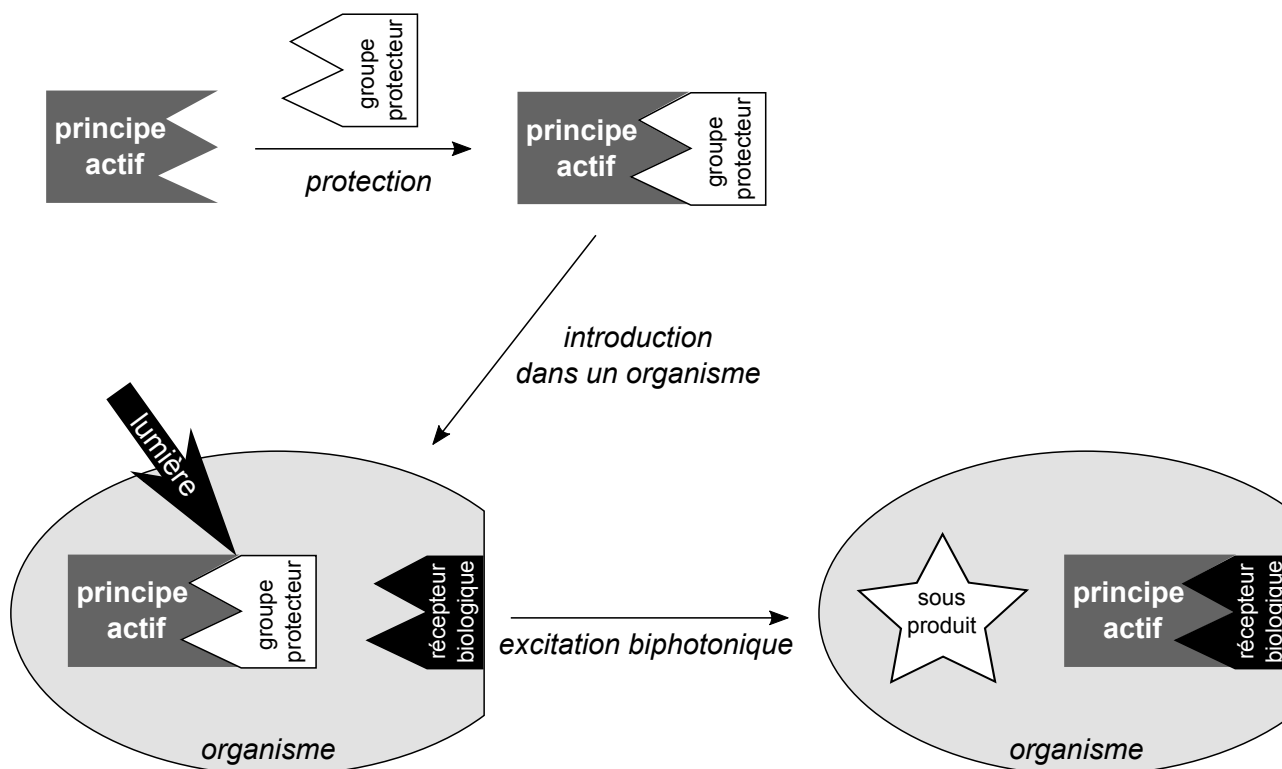 groupe
protecteur
principe
actif
protection
principe
actif
groupe
protecteur
introduction
dans un organisme
lumière
principe
actif
groupe
protecteur
récepteur
biologique
organisme
excitation biphotonique
sous
produit
principe
actif
récepteur
biologique
organisme